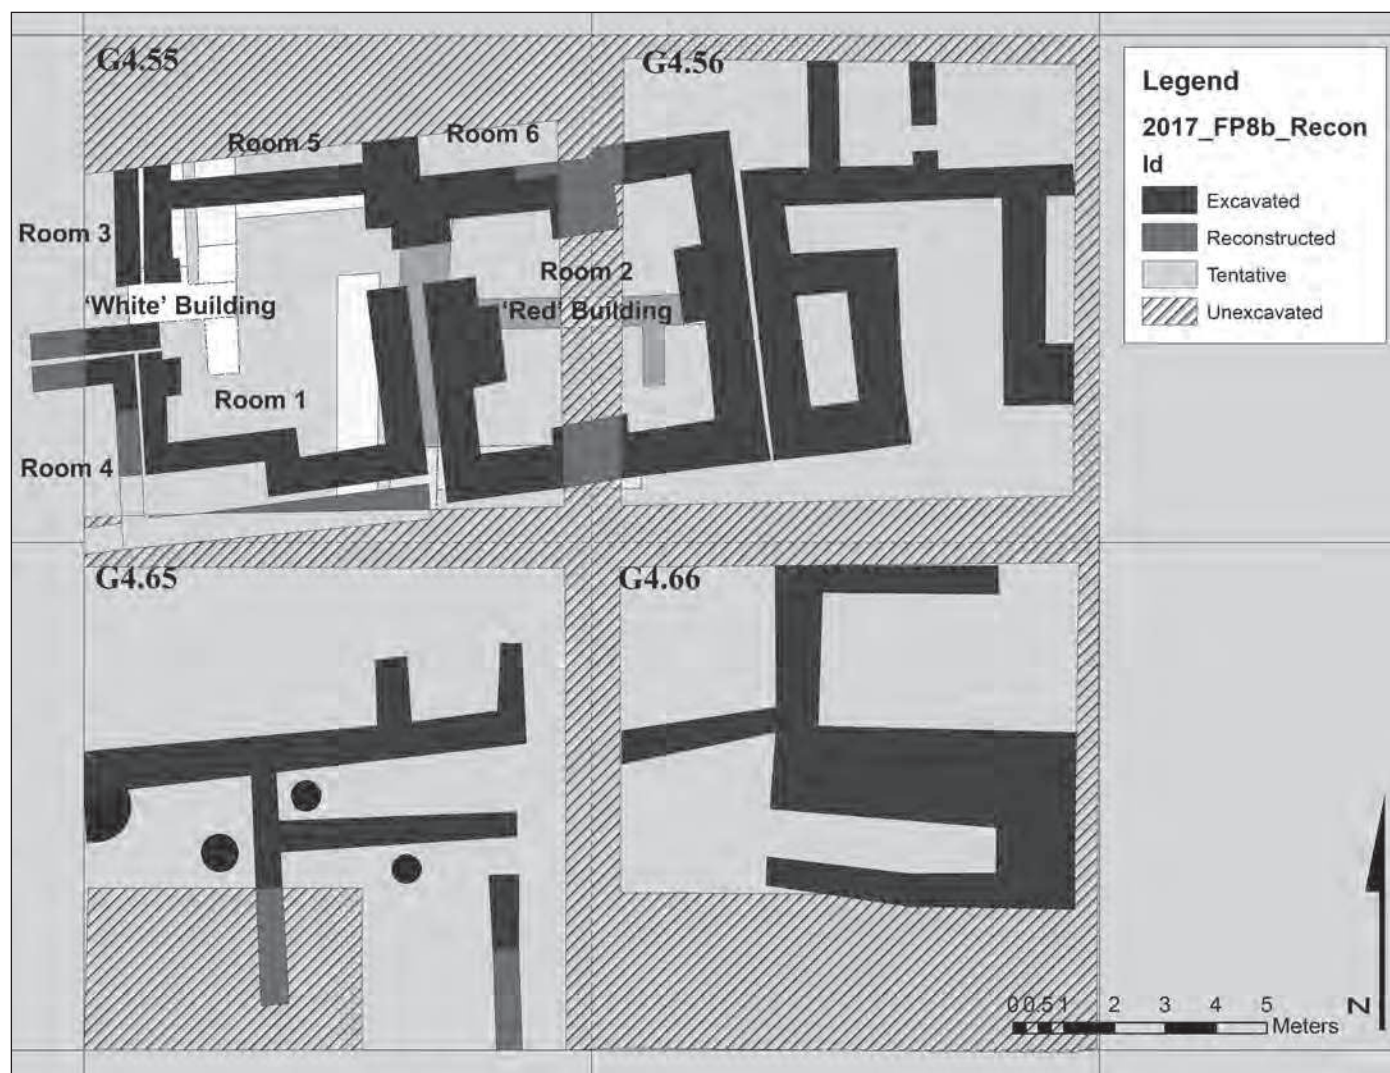 G4.55
G4.56
Room 5
Room 6
Room 3
Room 2
'White' Building
'Red' Building
Room 1
Room 4
G4.65
G4.66
Legend
2017_FP8b_Recon
Id
Excavated
Reconstructed
Tentative
Unexcavated
0 0.5 1 2 3 4 5
Meters
N